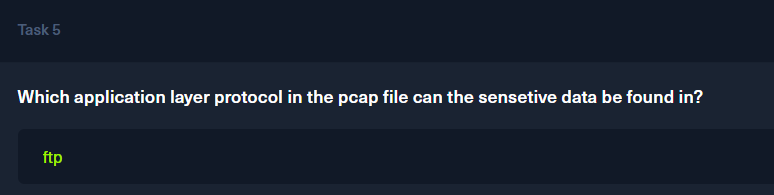 Task 5
Which application layer protocol in the pcap file can the sensetive data be found in?
ftp